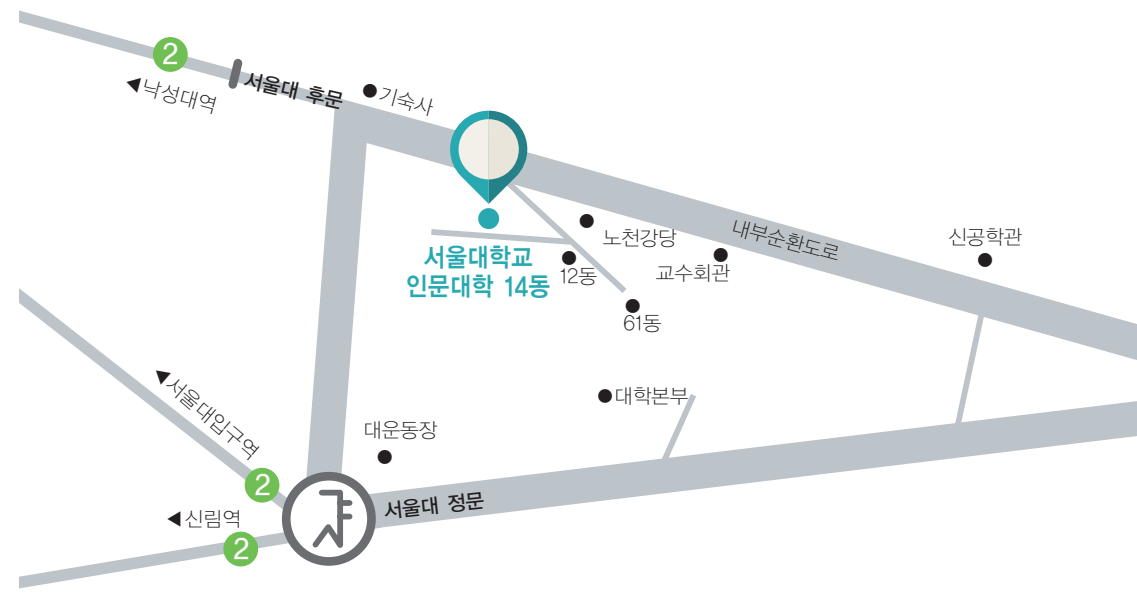 2
◀낙성대역
서울대 후문
기숙사
서울대학교
인문대학 14동
노천강당
12동
61동
교수회관
내부순환도로
신공학관
대학본부
◀서울대입구역
2
대운동장
서울대 정문
◀신림역
2